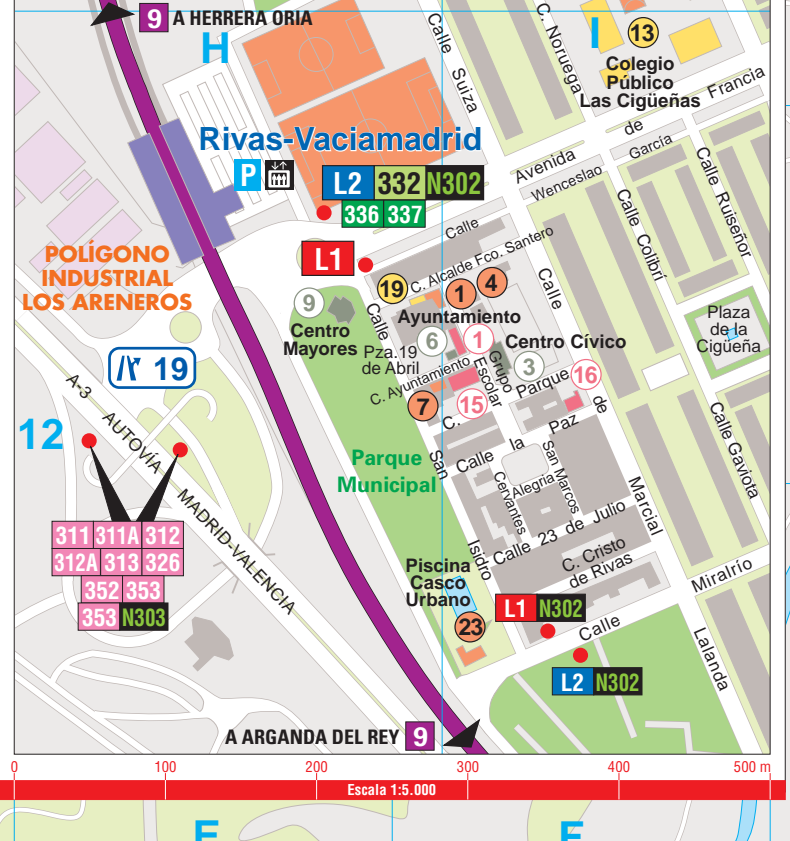 9 A HERRERA ORIA
H
Calle Suiza
C. Noruega
I
13
Colegio
Público
Las Cigüeñas
Avenida de Francia
Wenceslao García
Calle Ruiseñor
Calle Colibrí
Rivas-Vaciamadrid
P
L2 332 N302
336 337
L1
Calle
C. Alcalde Fco. Santero
POLÍGONO
INDUSTRIAL
LOS ARENEROS
19
1
4
9
Centro
Mayores
Ayuntamiento
6
1
Centro Cívico
3
Calle San Isidro
Pza.19
de Abril
C. Ayuntamiento
Grupo
Escolar
C.
Parque
16
Calle de Marcial Lalanda
Plaza
de la
Cigüeña
19
7
15
12
A-3 AUTOVÍA MADRID-VALENCIA
Parque
Municipal
Calle la Paz
San Marcos
Alegría
Cervantes
Calle Gaviota
311 311A 312
312A 313 326
352 353
353 N303
Calle 23 de Julio
C. Cristo
de Rivas
Piscina
Casco
Urbano
23
L1 N302
Calle Miralrío
L2 N302
A ARGANDA DEL REY 9
0 100 200 300 400 500 m
Escala 1:5.000
E
F